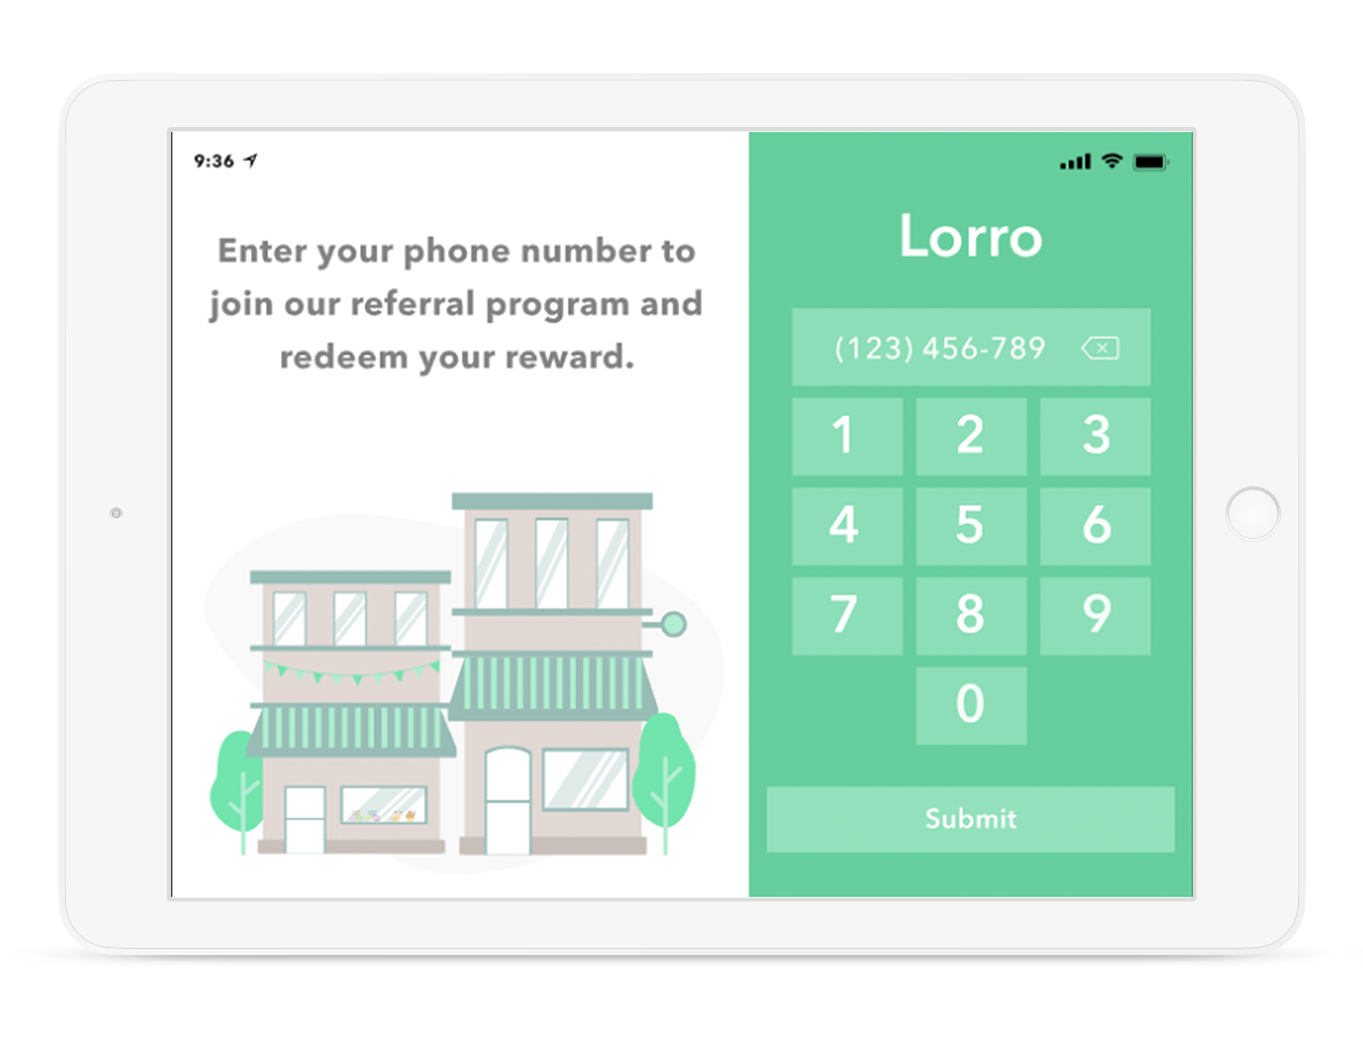 9:36
Enter your phone number to
join our referral program and
redeem your reward.
Lorro
(123) 456-789
1 2 3
4 5 6
7 8 9
0
Submit